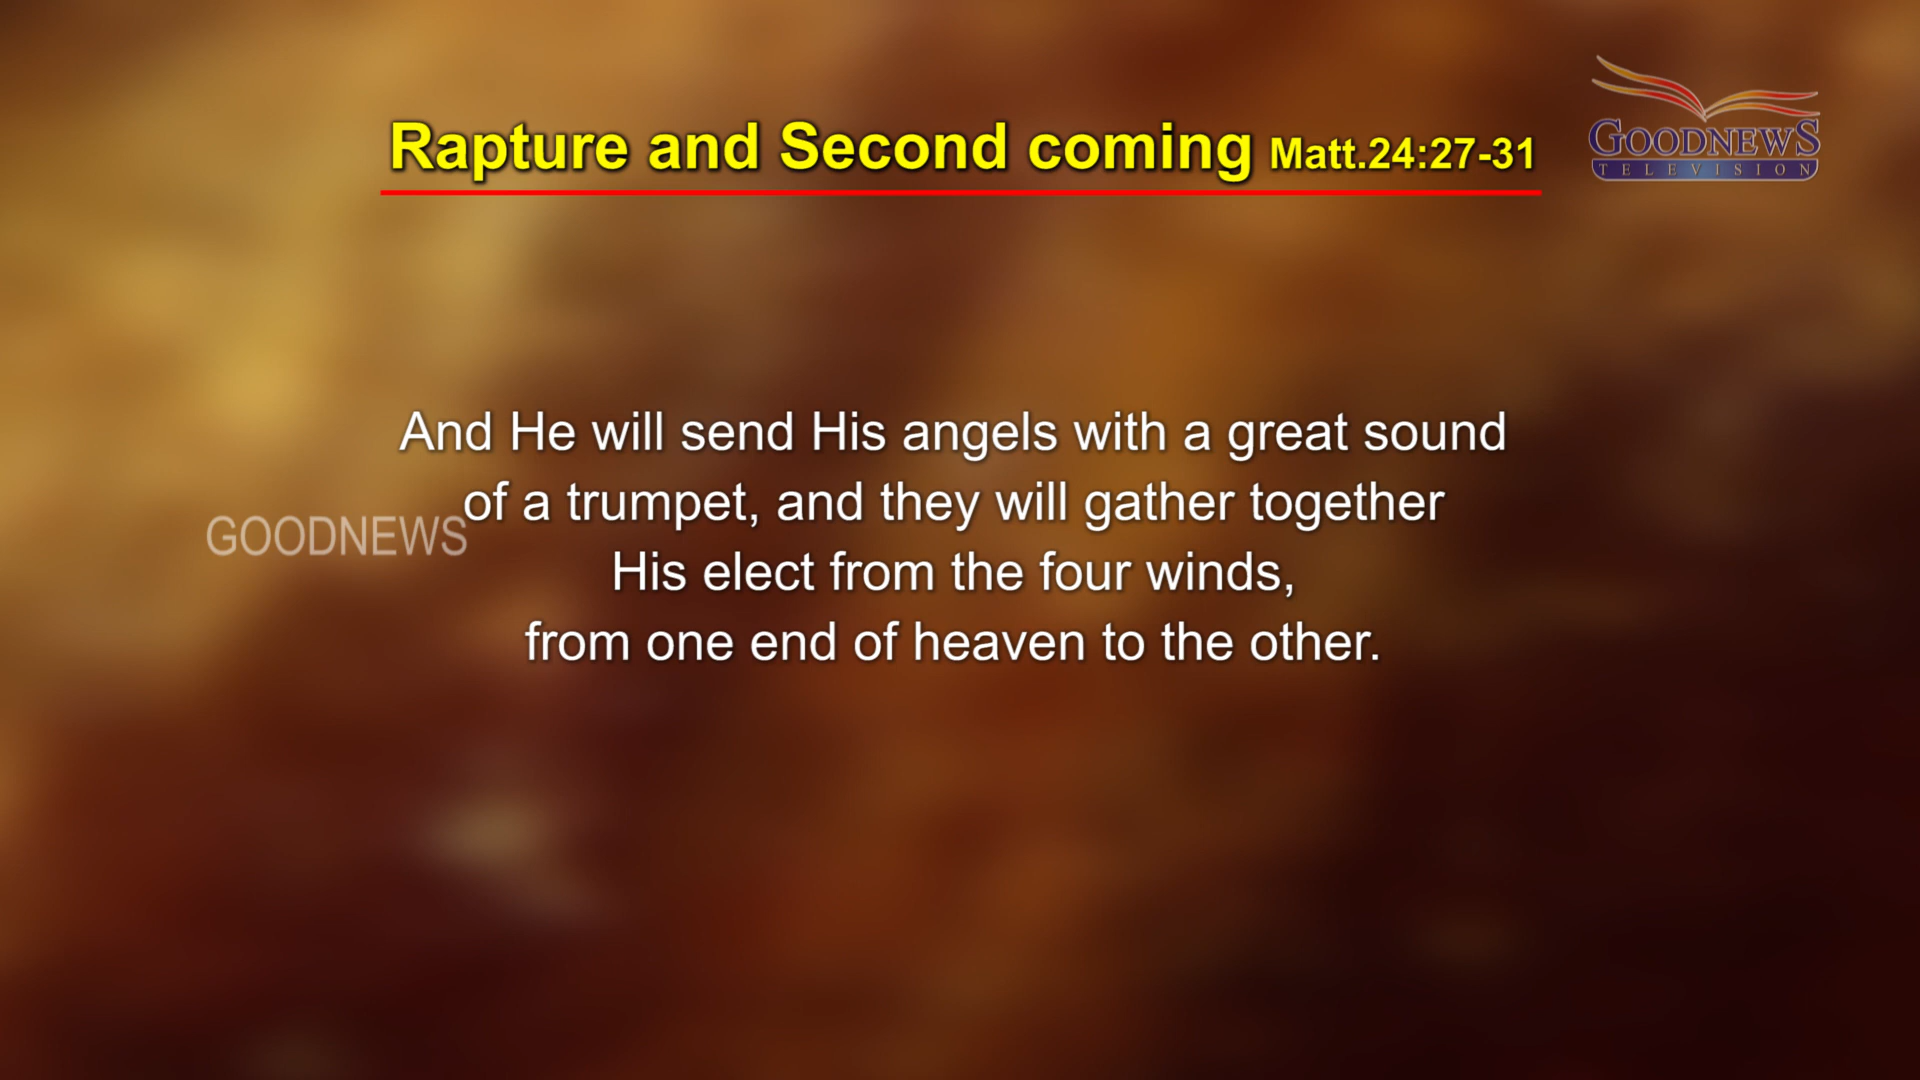 Rapture and Second coming Matt.24:27-31
GOODNEWS
TELEVISION
And He will send His angels with a great sound
of a trumpet, and they will gather together
GOODNEWS
His elect from the four winds,
from one end of heaven to the other.